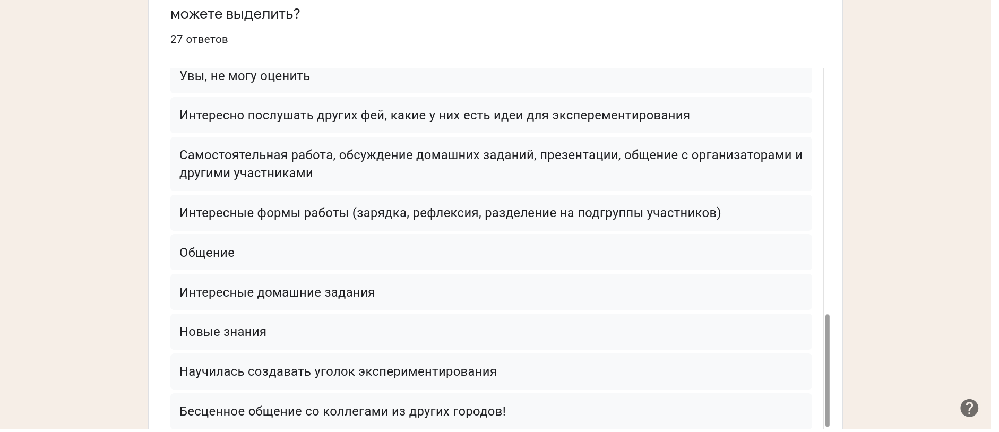 можете выделить?
27 ответов
Увы, не могу оценить
Интересно послушать других фей, какие у них есть идеи для эксперементирования
Самостоятельная работа, обсуждение домашних заданий, презентации, общение с организаторами и
другими участниками
Интересные формы работы (зарядка, рефлексия, разделение на подгруппы участников)
Общение
Интересные домашние задания
Новые знания
Научилась создавать уголок экспериментирования
Бесценное общение со коллегами из других городов!
?